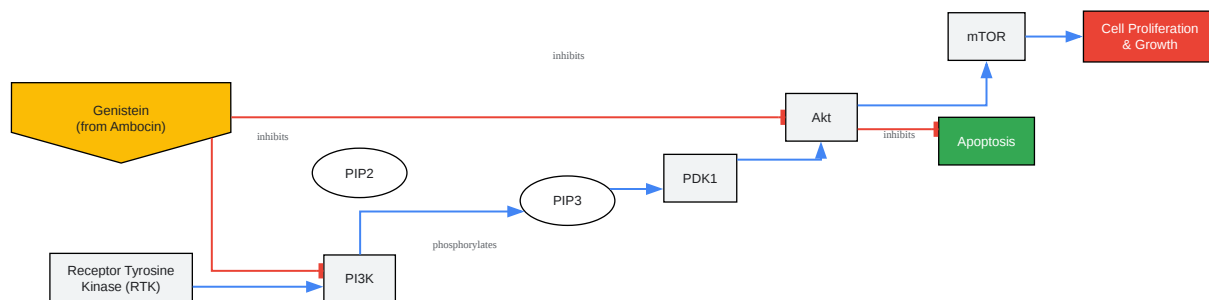 mTOR
Cell Proliferation
& Growth
inhibits
Genistein
(from Ambocin)
Akt
inhibits
inhibits
Apoptosis
PIP2
PDK1
PIP3
phosphorylates
Receptor Tyrosine
Kinase (RTK)
PI3K